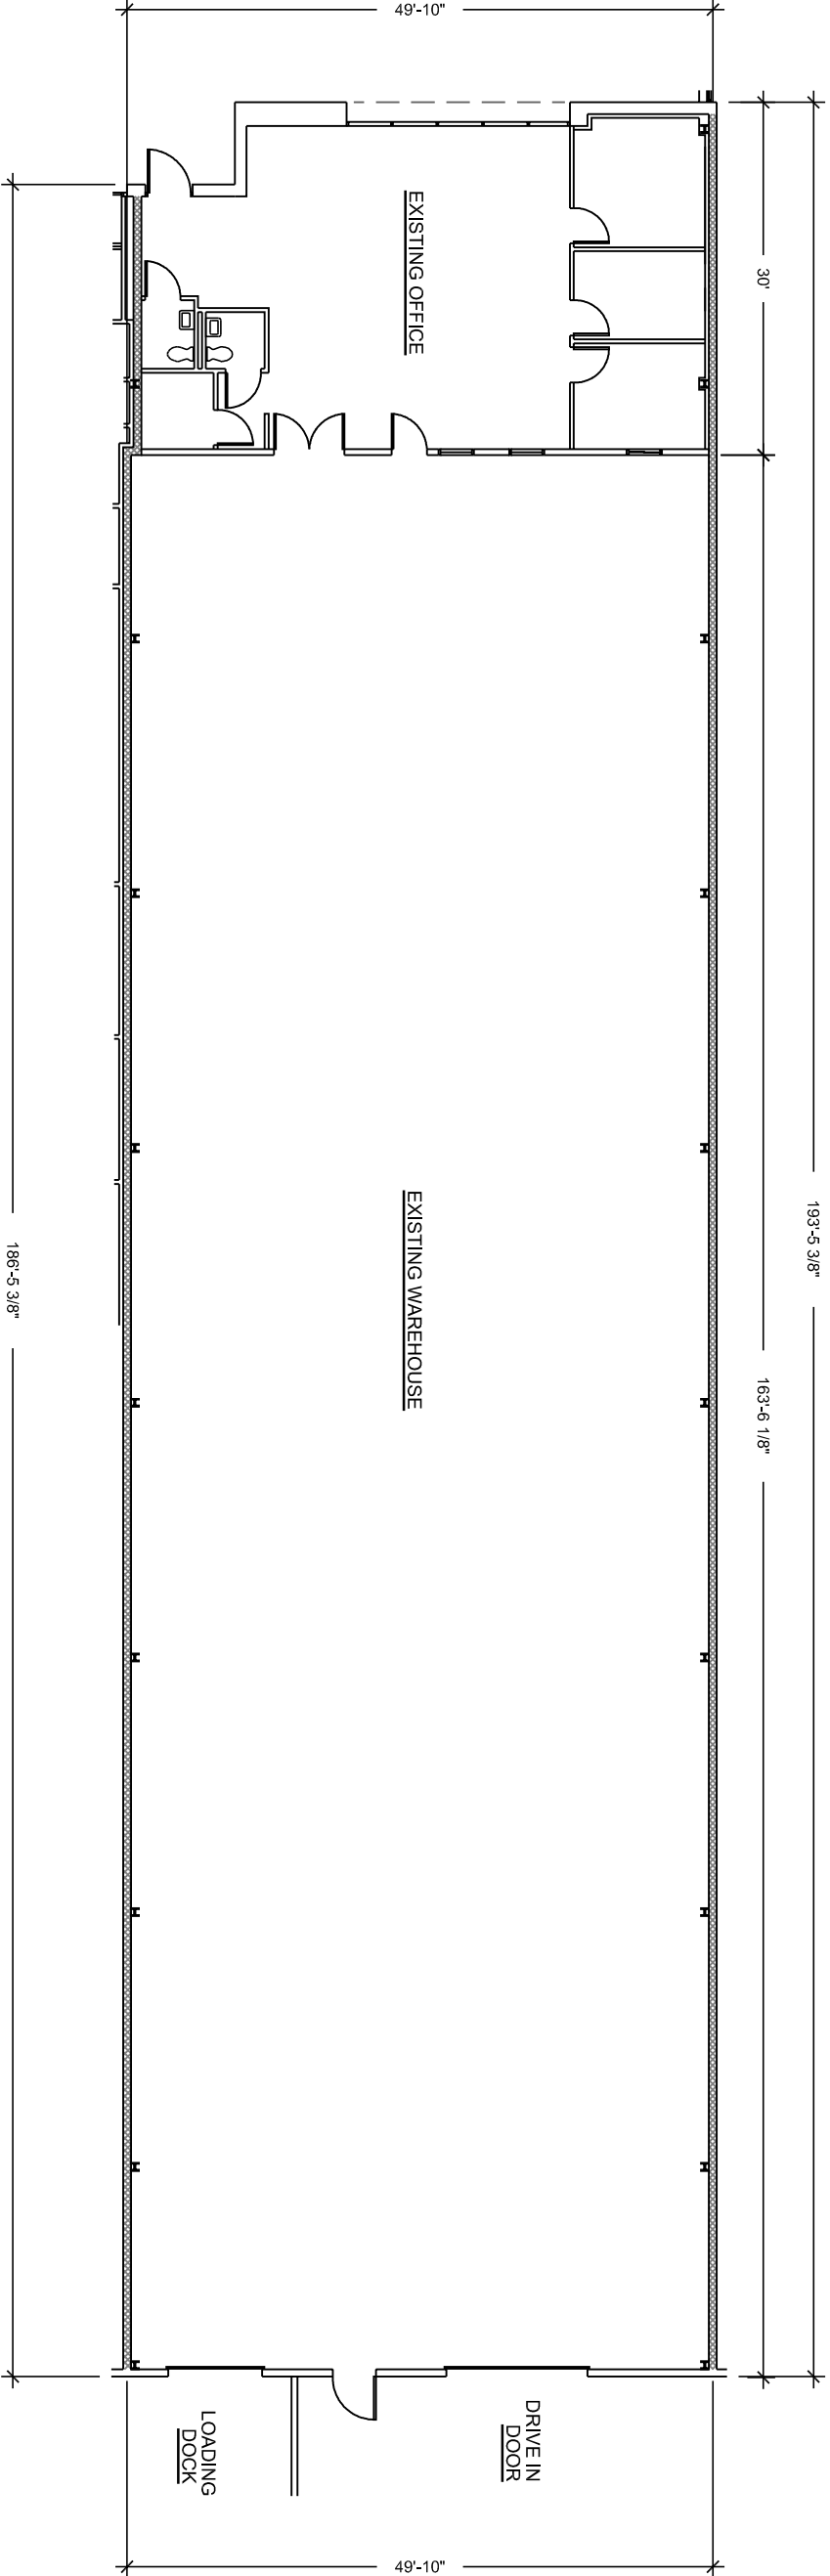 49'-10"
EXISTING OFFICE
30'
193'-5 3/8"
186'-5 3/8"
EXISTING WAREHOUSE
163'-6 1/8"
LOADING
DOCK
DRIVE IN
DOOR
49'-10"